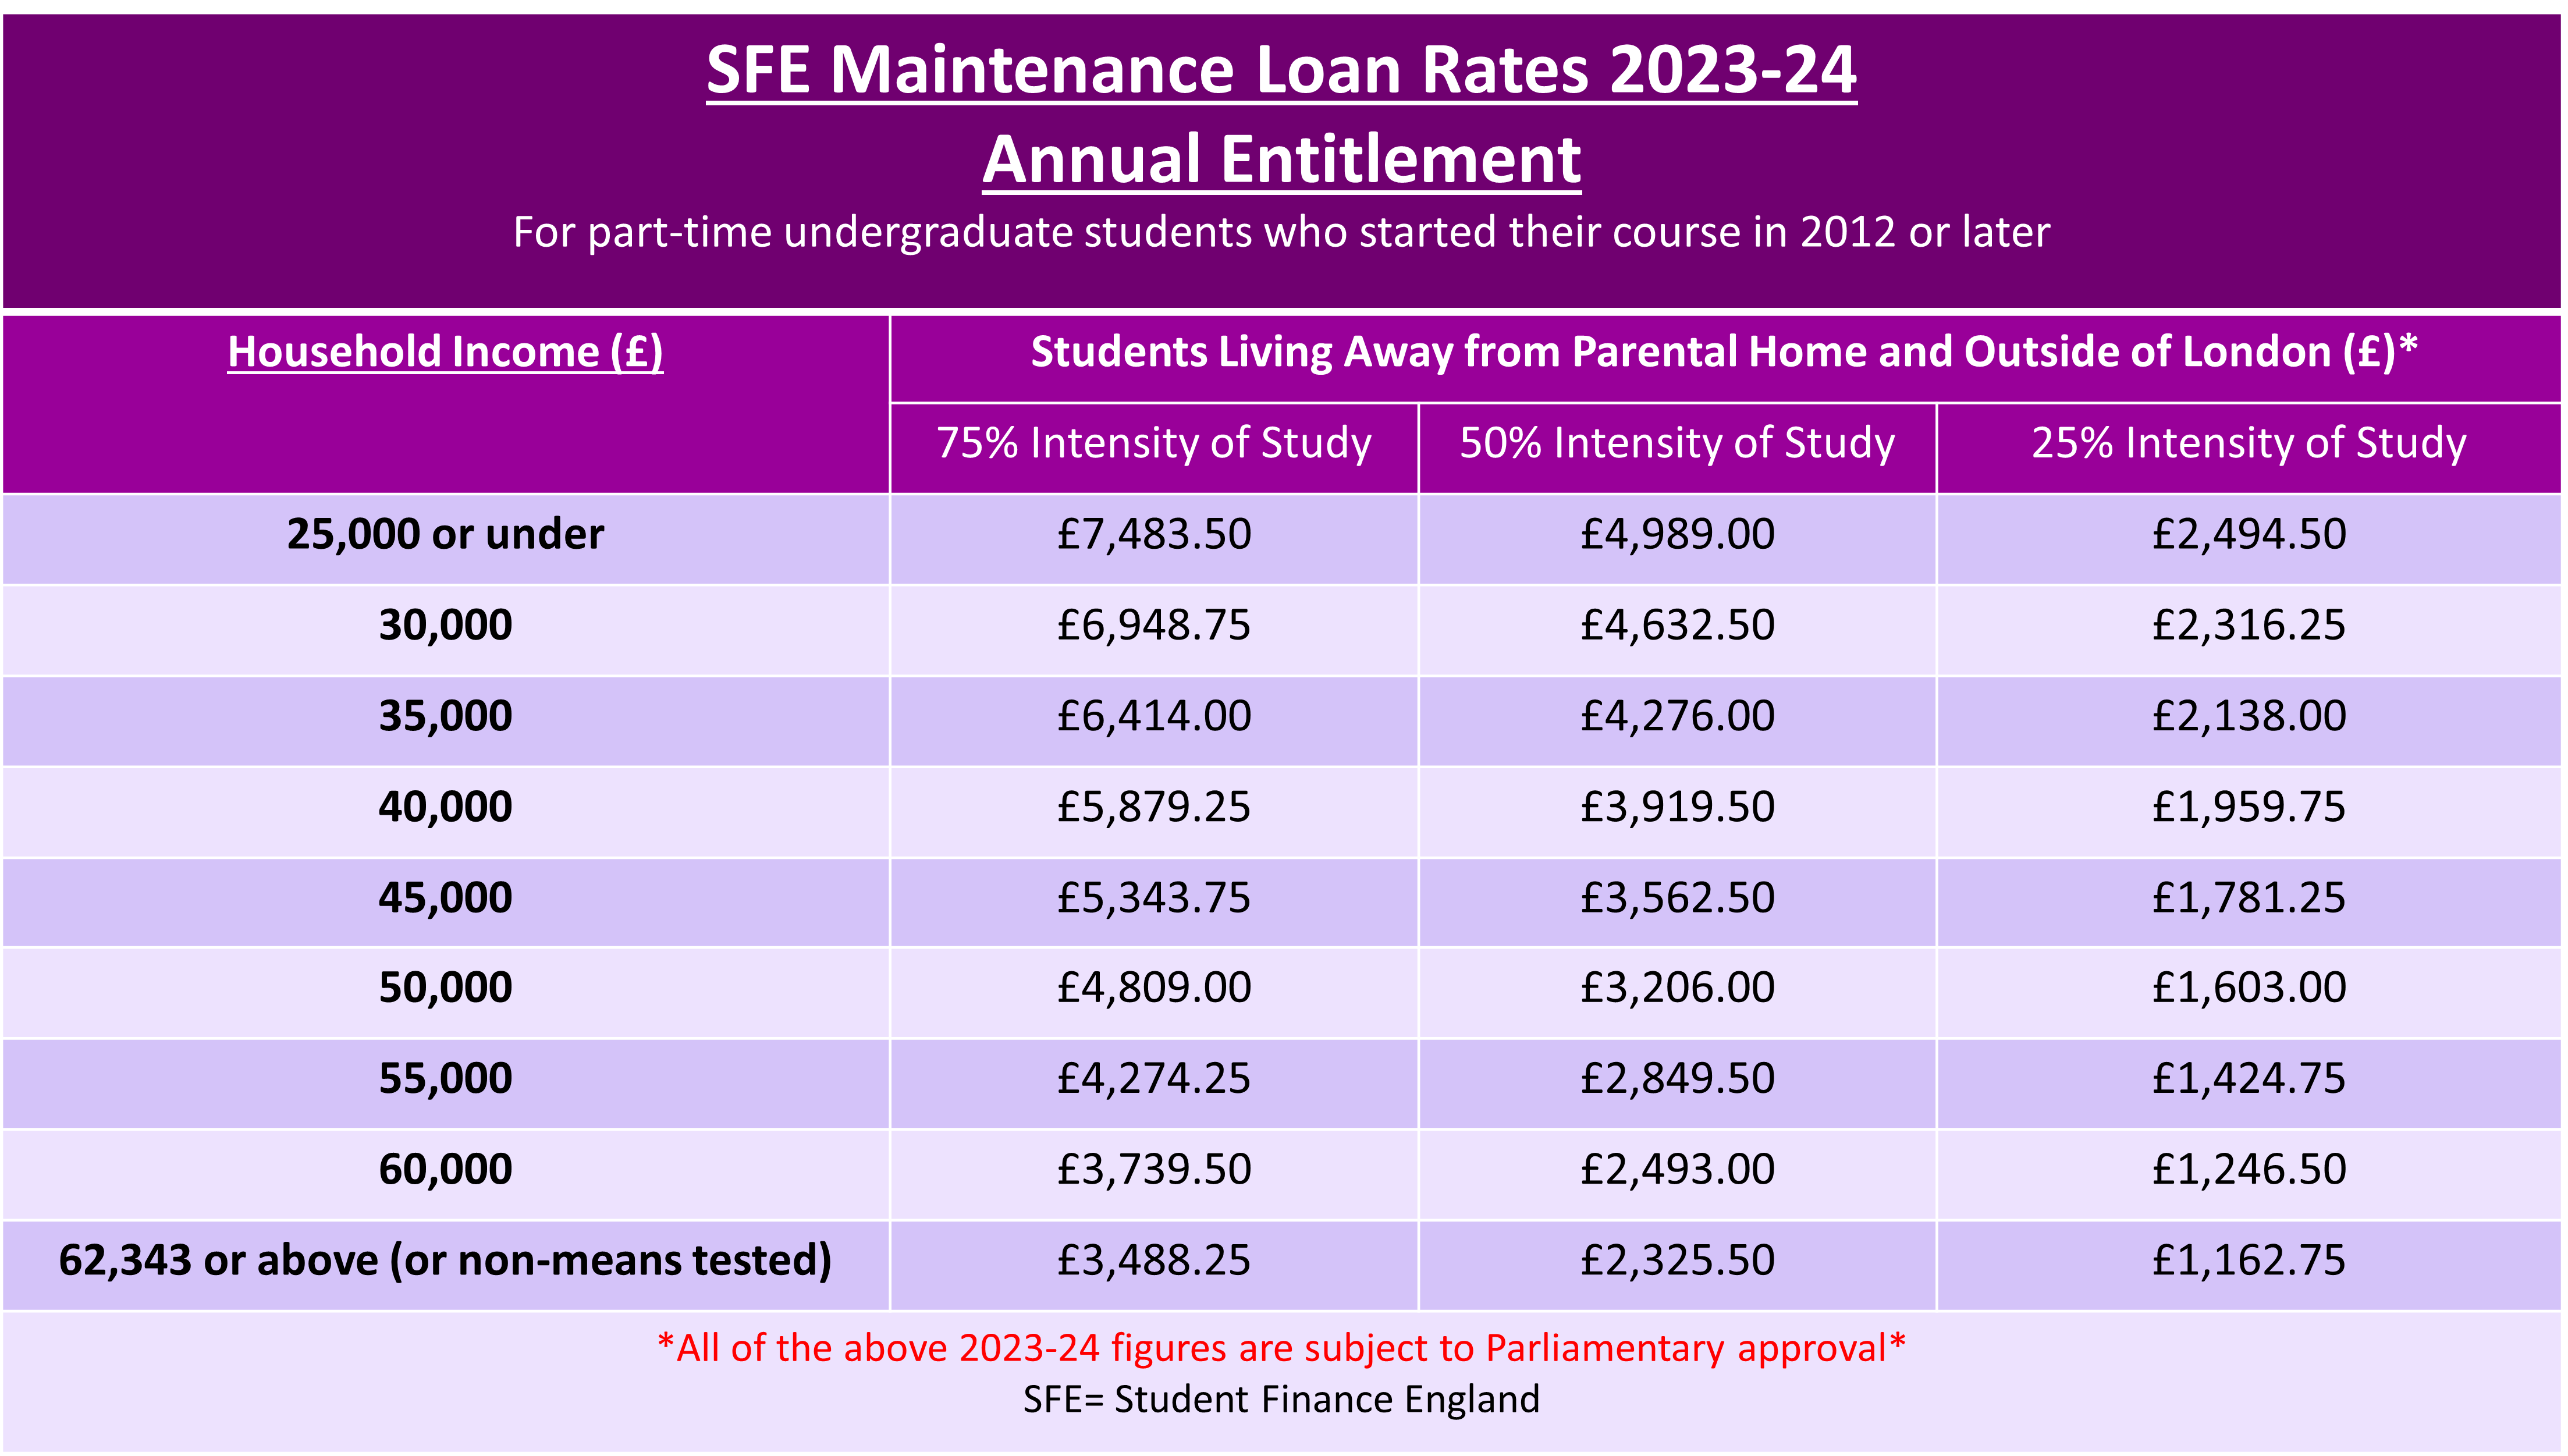 SFE Maintenance Loan Rates 2023-24
Annual Entitlement
For part-time undergraduate students who started their course in 2012 or later
Household Income (£) Students Living Away from Parental Home and Outside of London (£)*
75% Intensity of Study 50% Intensity of Study 25% Intensity of Study
25,000 or under £7,483.50 £4,989.00 £2,494.50
30,000 £6,948.75 £4,632.50 £2,316.25
35,000 £6,414.00 £4,276.00 £2,138.00
40,000 £5,879.25 £3,919.50 £1,959.75
45,000 £5,343.75 £3,562.50 £1,781.25
50,000 £4,809.00 £3,206.00 £1,603.00
55,000 £4,274.25 £2,849.50 £1,424.75
60,000 £3,739.50 £2,493.00 £1,246.50
62,343 or above (or non-means tested) £3,488.25 £2,325.50 £1,162.75
*All of the above 2023-24 figures are subject to Parliamentary approval*
SFE= Student Finance England